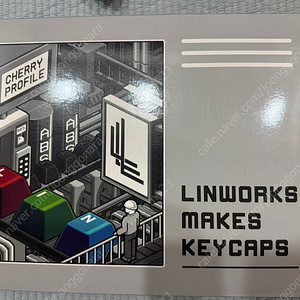 CHERRY
PROFILE
ABS
ABS
LINWORKS
MAKES
KEYCAPS
L
I
N